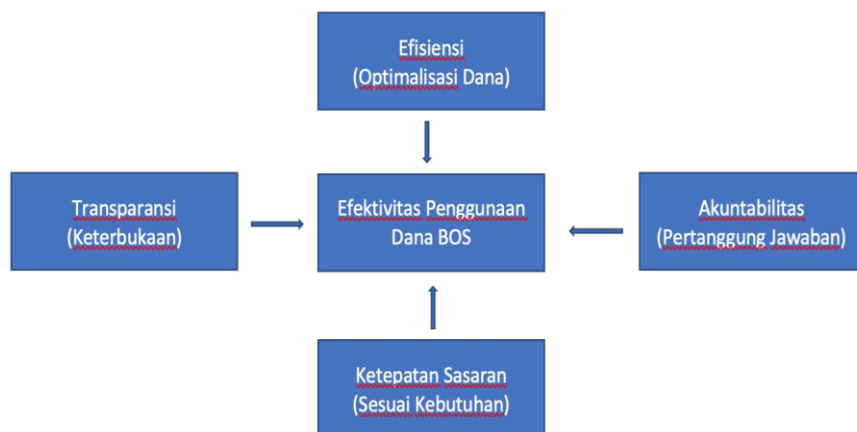 Efisiensi
(Optimalisasi Dana)
Transparansi
(Keterbukaan)
Efektivitas Penggunaan
Dana BOS
Akuntabilitas
(Pertanggung Jawaban)
Ketepatan Sasaran
(Sesuai Kebutuhan)